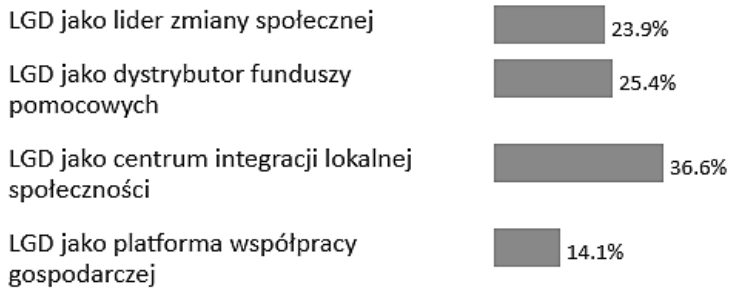 LGD jako lider zmiany społecznej
23.9%
LGD jako dystrybutor funduszy
pomocowych
25.4%
LGD jako centrum integracji lokalnej
społeczności
36.6%
LGD jako platforma współpracy
gospodarczej
14.1%